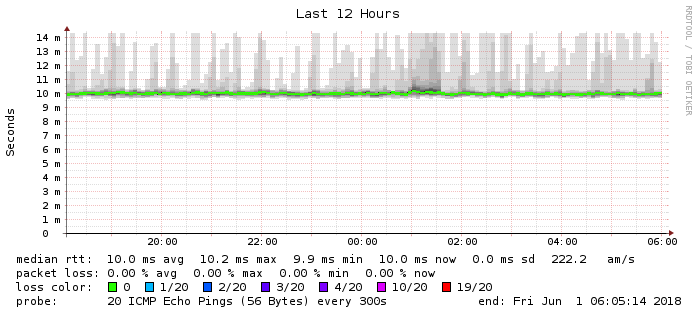 Last 12 Hours
RRDTOOL / TOBI OETIKER
Seconds
14 m
13 m
12 m
11 m
10 m
9 m
8 m
7 m
6 m
5 m
4 m
3 m
2 m
1 m
0
20:00 22:00 00:00 02:00 04:00 06:00
median rtt: 10.0 ms avg 10.2 ms max 9.9 ms min 10.0 ms now 0.0 ms sd 222.2 am/s
packet loss: 0.00 % avg 0.00 % max 0.00 % min 0.00 % now
loss color: 0 1/20 2/20 3/20 4/20 10/20 19/20
probe: 20 ICMP Echo Pings (56 Bytes) every 300s end: Fri Jun 1 06:05:14 2018